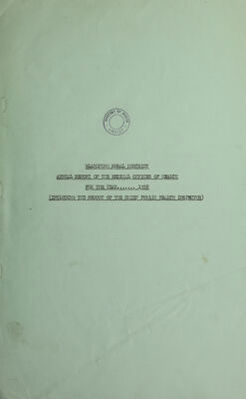 RURAL DISTRICT
ANNUAL REPORT OF THE MEDICAL OFFICER OF HEALTH
FOR THE YEAR
(INCLUDING THE REPORT OF THE CHIEF PUBLIC HEALTH INSPECTOR)